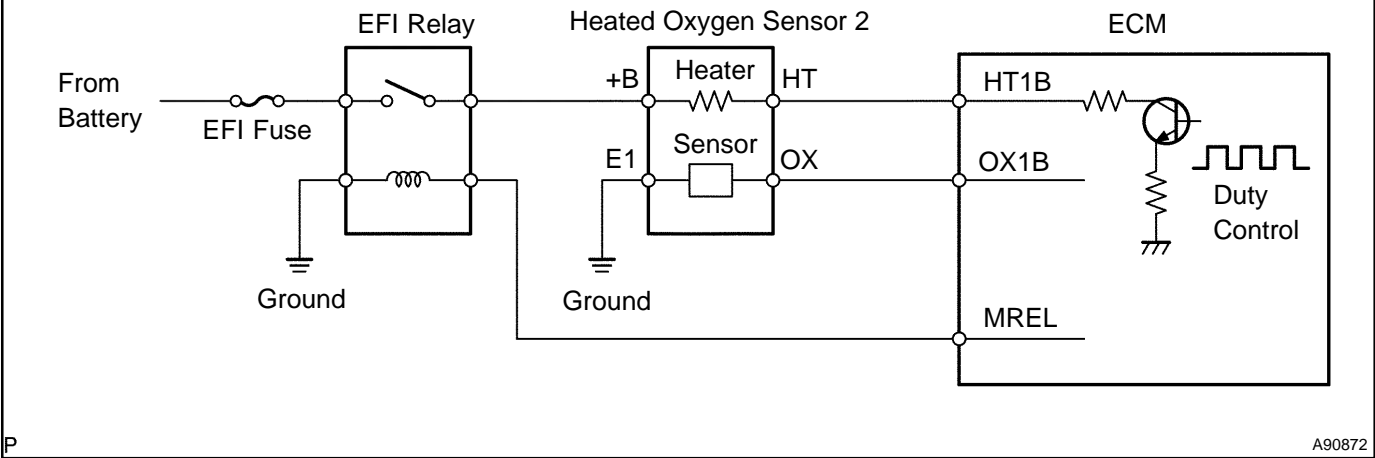 EFI Relay
Heated Oxygen Sensor 2
ECM
From
Battery
EFI Fuse
+B
Heater
HT
HT1B
E1
Sensor
OX
OX1B
Duty
Control
Ground
Ground
MREL
P
A90872